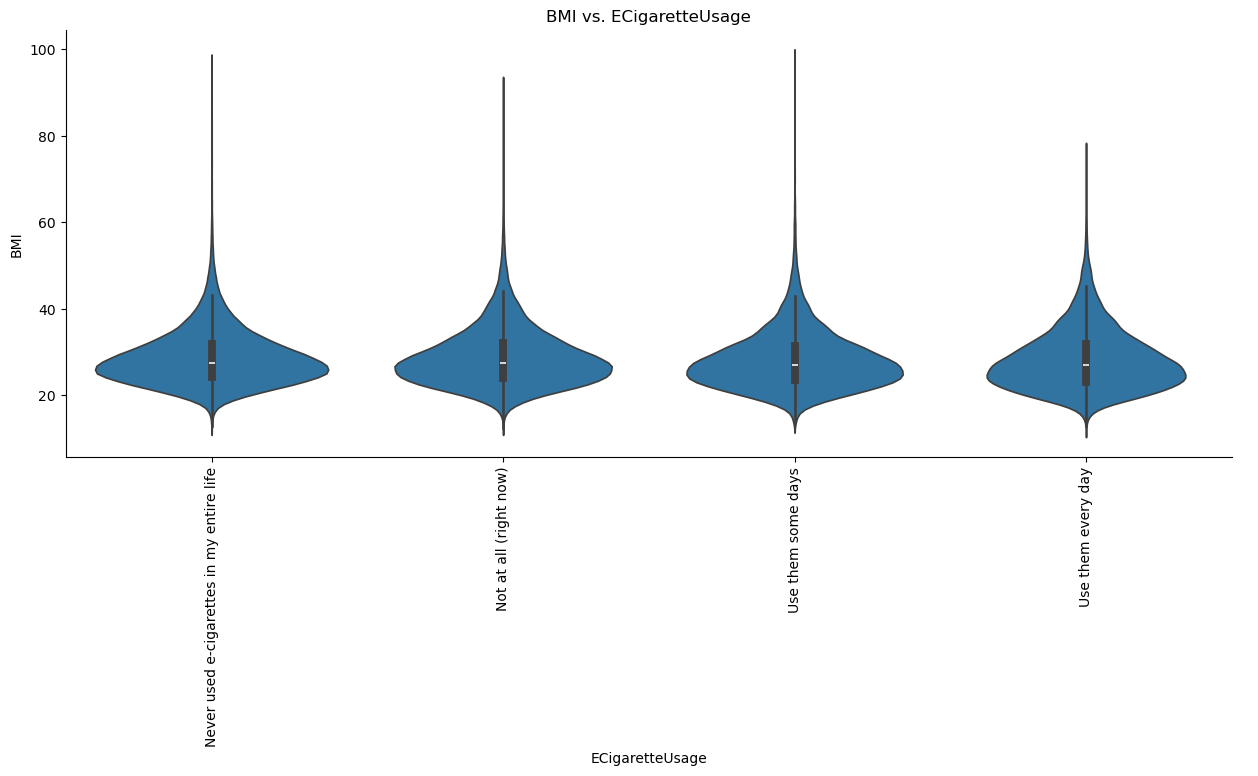 BMI vs. ECigaretteUsage
100
80
60
40
20
BMI
Never used e-cigarettes in my entire life
Not at all (right now)
Use them some days
Use them every day
ECigaretteUsage